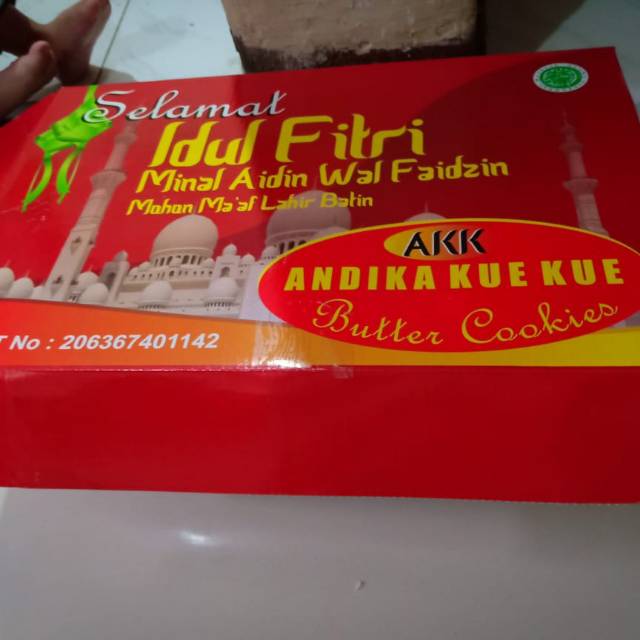 Selamat
Idul Fitri
Minal Aidin Wal Faidzin
Mohon Ma'af Lahir Batin
AKK
ANDIKA KUE KUE
Butter Cookies
T No : 206367401142